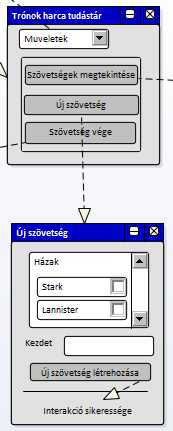 Trónok harca tudástár
Muveletek
Szövetségek megtekintése
Új szövetség
Szövetség vége
Új szövetség
Házak
Stark
Lannister
Kezdet
Új szövetség létrehozása
Interakció sikeressége